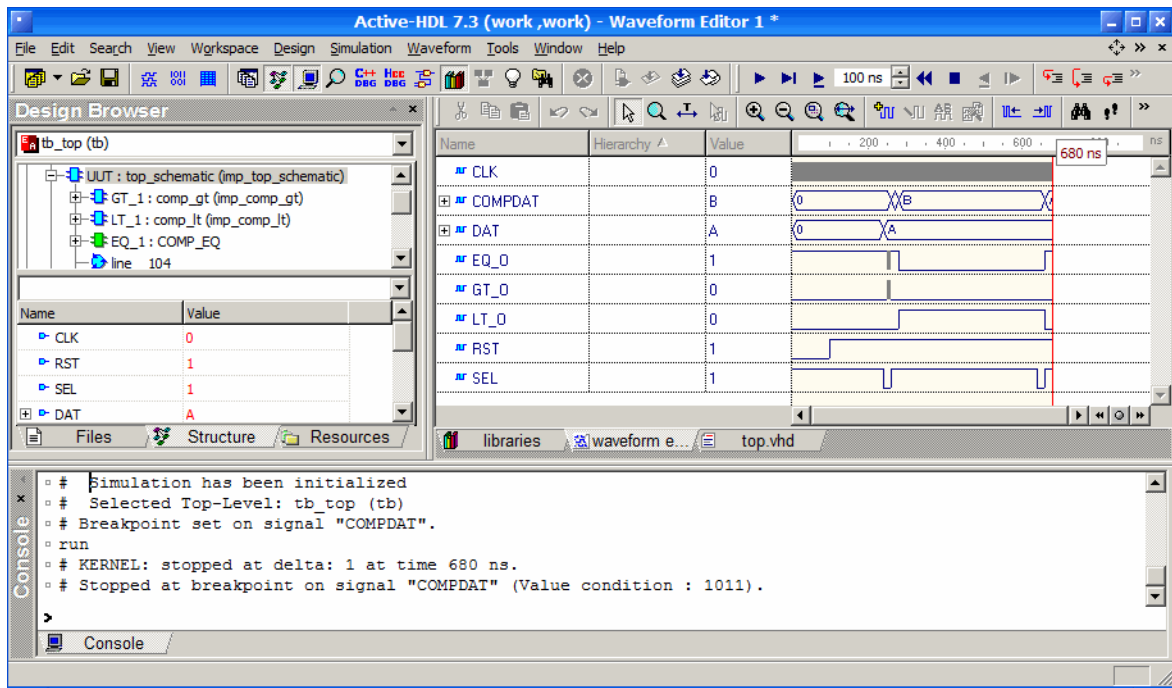 Active-HDL 7.3 (work ,work) - Waveform Editor 1 *
File Edit Search View Workspace Design Simulation Waveform Tools Window Help
C++ DBG HEC DBG 100 ns
Design Browser
tb_top (tb)
UUT : top_schematic (imp_top_schematic)
GT_1 : comp_gt (imp_comp_gt)
LT_1 : comp_lt (imp_comp_lt)
EQ_1 : COMP_EQ
line 104
Name Value
CLK 0
RST 1
SEL 1
DAT A
Files Structure Resources
Name Hierarchy Value 200 400 600 ns
680 ns
CLK 0
COMPDAT B 0 B
DAT A 0 A
EQ_O 1
GT_O 0
LT_O 0
RST 1
SEL 1
libraries waveform e... top.vhd
Console
# Simulation has been initialized
# Selected Top-Level: tb_top (tb)
# Breakpoint set on signal "COMPDAT".
run
# KERNEL: stopped at delta: 1 at time 680 ns.
# Stopped at breakpoint on signal "COMPDAT" (Value condition : 1011).
>
Console